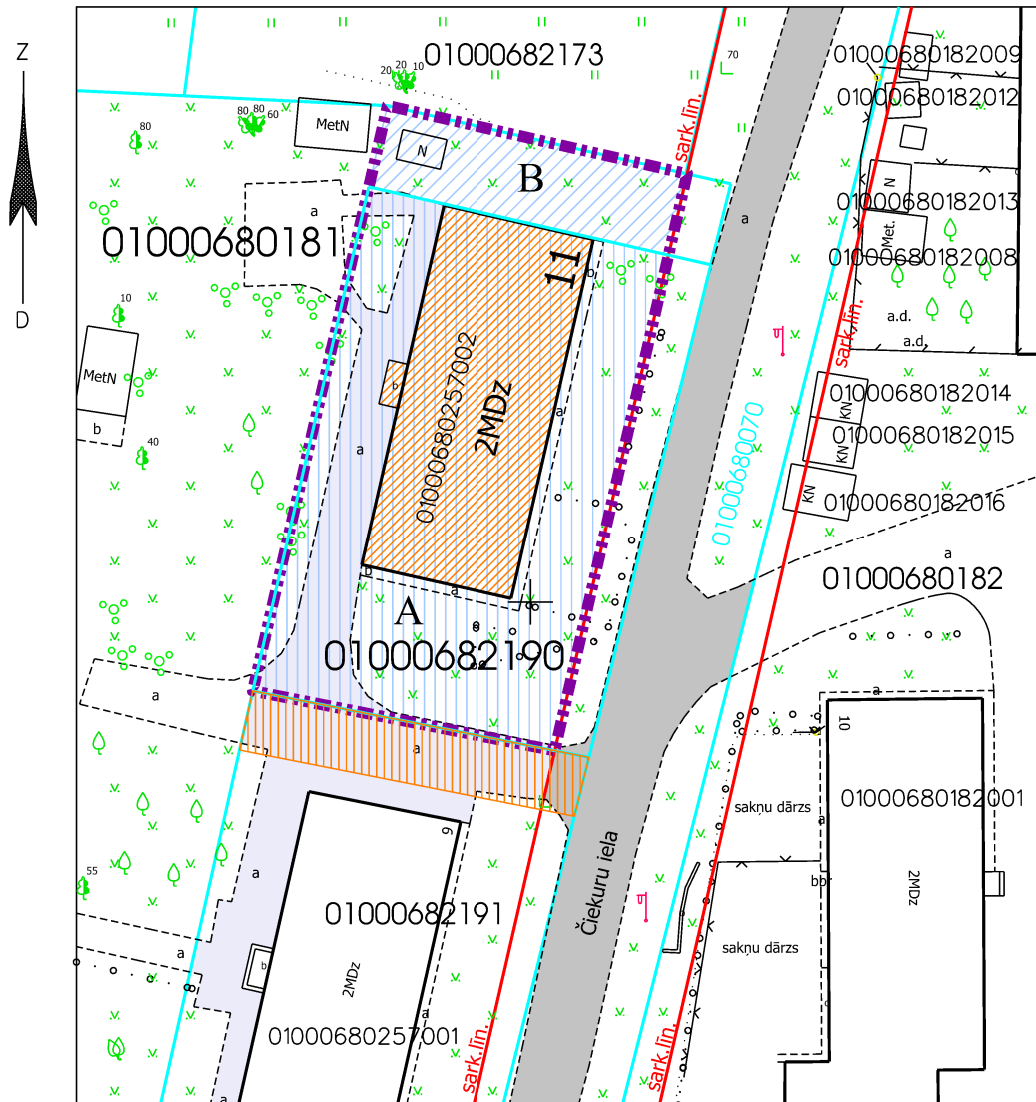 Z
D
01000682173
20 20 10
70
sark.līn.
01000680182009
01000680182012
80 80 60
80
MetN
N
B
a
a
N
01000680182013
01000680181
11
b
Met.
01000680182008
10
a.d.
a.d.
sark.līn.
MetN
b
b
01000680257002
2MDz
a
a
01000680070
01000680182014
KN
01000680182015
KN
01000680182016
KN
40
b
a
A
a
01000680182
01000682190
a
a
a
10
01000680182001
sakņu dārzs
a
9
Čiekuru iela
55
a
bb
2MDz
01000682191
sakņu dārzs
a
b
2MDz
01000680257001
a
sark.līn.
sark.līn.
a